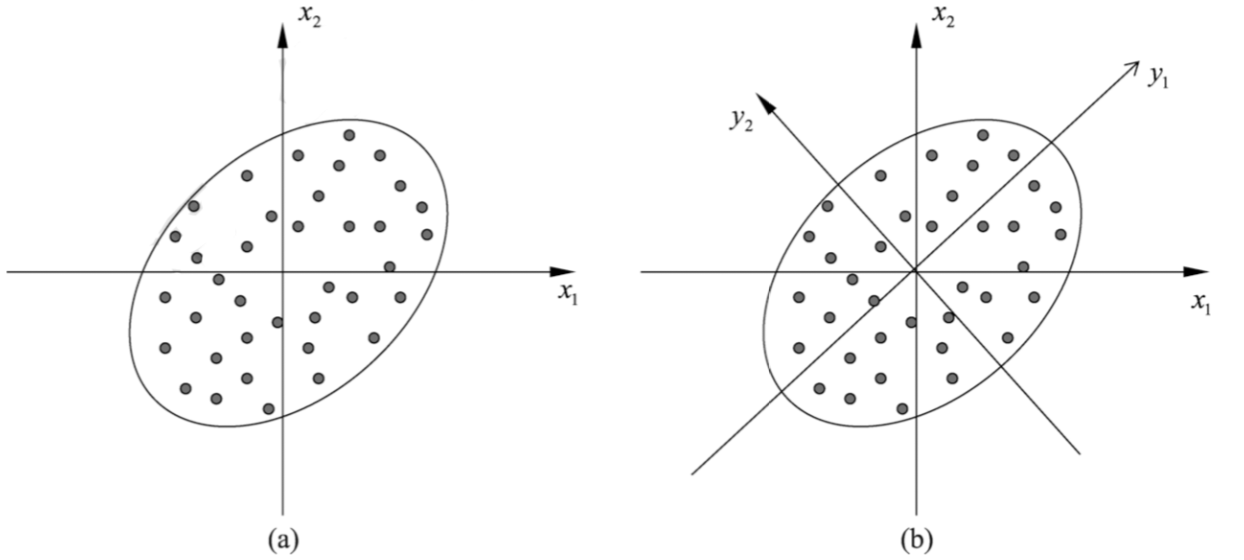 x₂
x₁
(a)
x₂
y₁
y₂
x₁
(b)